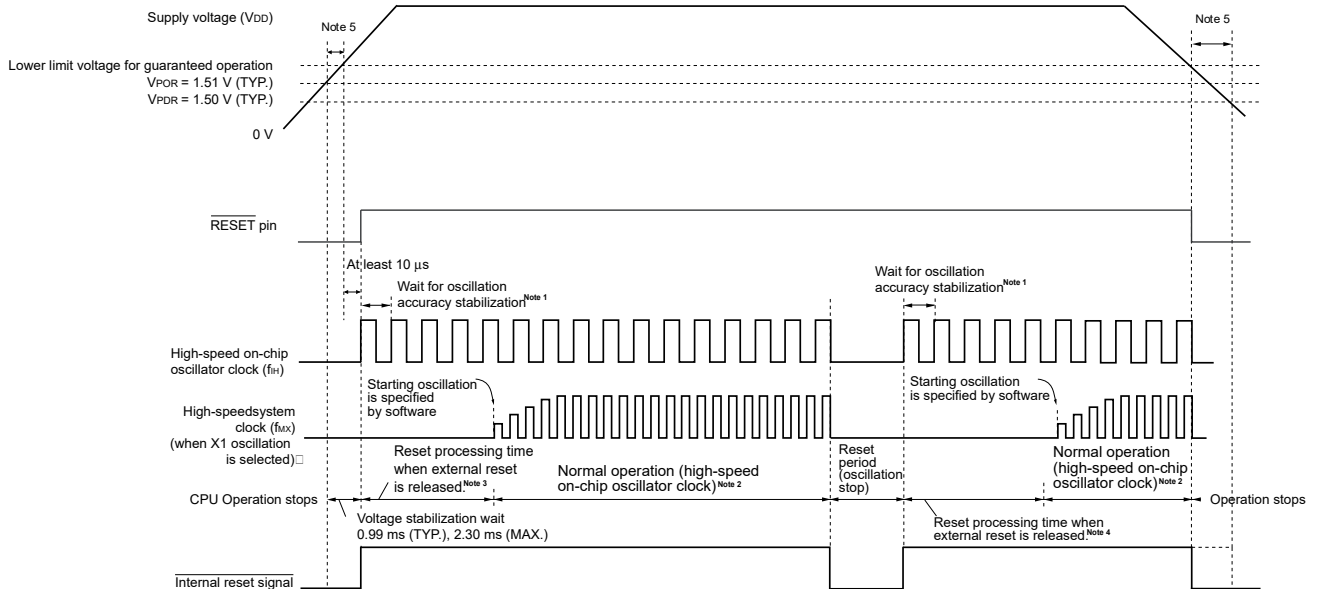 Supply voltage (VDD)
Note 5
Note 5
Lower limit voltage for guaranteed operation
VPOR = 1.51 V (TYP.)
VPDR = 1.50 V (TYP.)
0 V
RESET pin
At least 10 μs
Wait for oscillation
accuracy stabilization Note 1
Wait for oscillation
accuracy stabilization Note 1
High-speed on-chip
oscillator clock (fIH)
Starting oscillation
is specified
by software
Starting oscillation
is specified by software
High-speedsystem
clock (fMX)
(when X1 oscillation
is selected)□
Reset processing time
when external reset
is released. Note 3
Normal operation (high-speed
on-chip oscillator clock) Note 2
Reset
period
(oscillation
stop)
Normal operation
(high-speed on-chip
oscillator clock) Note 2
CPU Operation stops
Operation stops
Voltage stabilization wait
0.99 ms (TYP.), 2.30 ms (MAX.)
Reset processing time when
external reset is released. Note 4
Internal reset signal